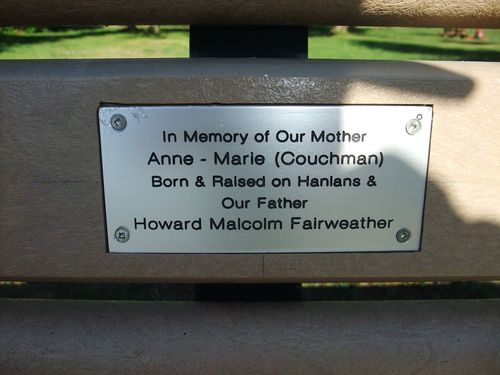 In Memory of Our Mother
Anne - Marie (Couchman)
Born & Raised on Hanlans &
Our Father
Howard Malcolm Fairweather